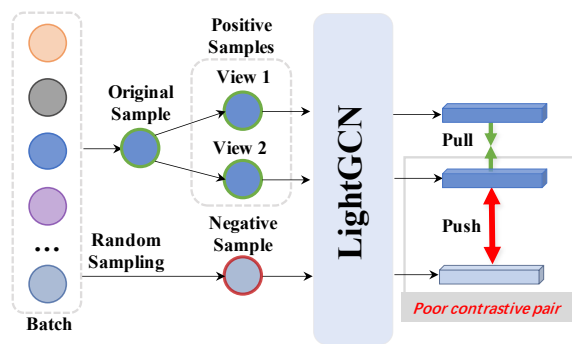 Positive
Samples
Original
Sample
View 1
View 2
LightGCN
Pull
Push
Negative
Sample
Random
Sampling
...
Batch
Poor contrastive pair